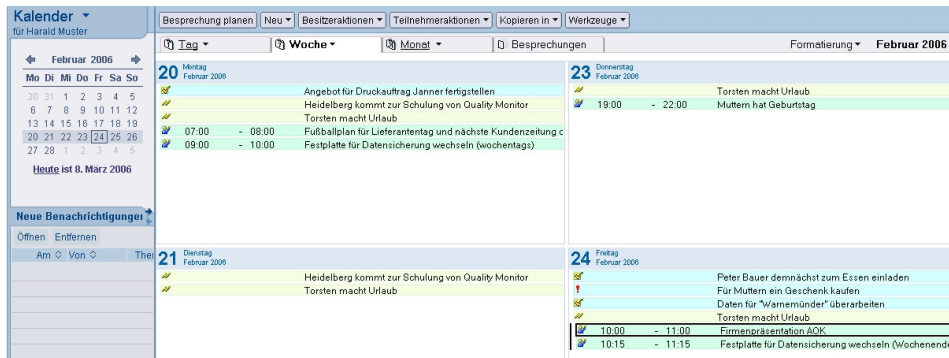 Kalender
für Harald Muster
Februar 2006
Mo Di Mi Do Fr Sa So
30 31 1 2 3 4 5
6 7 8 9 10 11 12
13 14 15 16 17 18 19
20 21 22 23 24 25 26
27 28 1 2 3 4 5
Heute ist 8. März 2006
Neue Benachrichtigunger
Öffnen Entfernen
Am Von The
Besprechung planen Neu Besitzeraktionen Teilnehmeraktionen Kopieren in Werkzeuge
Tag Woche Monat Besprechungen Formatierung Februar 2006
20 Montag
Februar 2006
Angebot für Druckauftrag Janner fertigstellen
Heidelberg kommt zur Schulung von Quality Monitor
Torsten macht Urlaub
07:00 - 08:00 Fußballplan für Lieferantentag und nächste Kundenzeitung
09:00 - 10:00 Festplatte für Datensicherung wechseln (wochentags)
23 Donnerstag
Februar 2006
Torsten macht Urlaub
19:00 - 22:00 Muttern hat Geburtstag
21 Dienstag
Februar 2006
Heidelberg kommt zur Schulung von Quality Monitor
Torsten macht Urlaub
24 Freitag
Februar 2006
Peter Bauer demnächst zum Essen einladen
Für Muttern ein Geschenk kaufen
Daten für "Warnemünder" überarbeiten
Torsten macht Urlaub
10:00 - 11:00 Firmenpräsentation AOK
10:15 - 11:15 Festplatte für Datensicherung wechseln (Wochenende